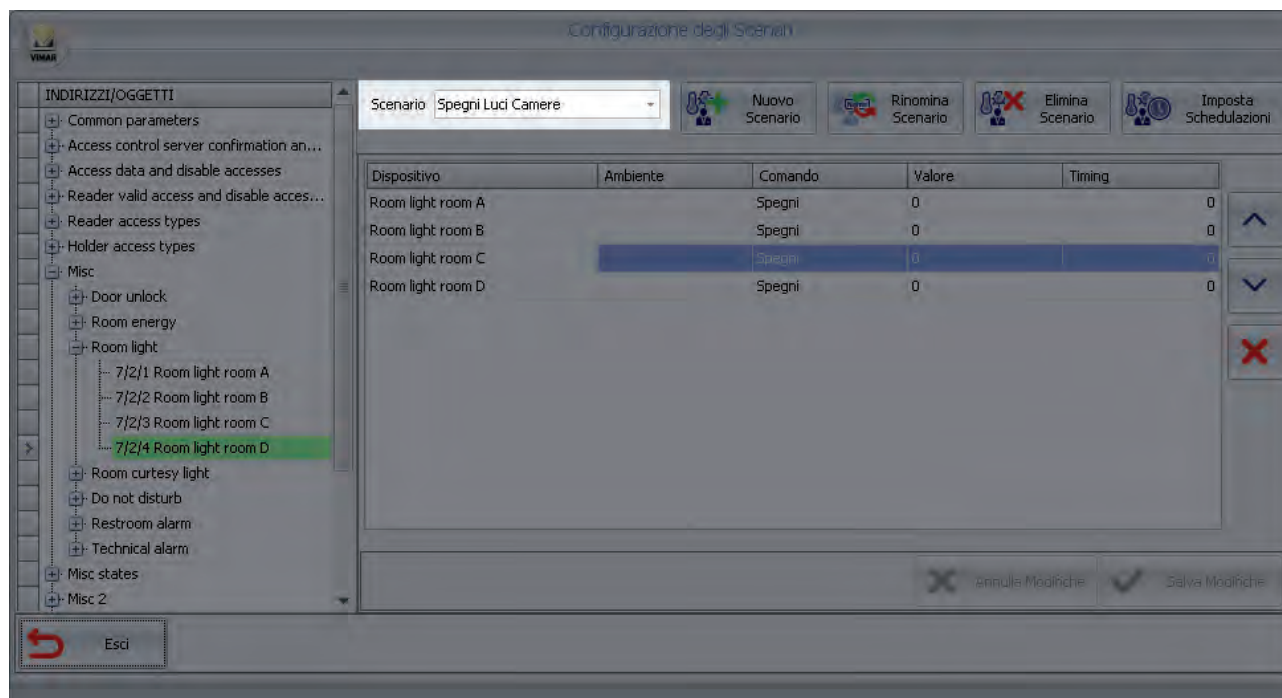 Configurazione degli Scenari
VIMAR
INDIRIZZI/OGGETTI
Common parameters
Access control server confirmation an...
Access data and disable accesses
Reader valid access and disable acces...
Reader access types
Holder access types
Misc
Door unlock
Room energy
Room light
7/2/1 Room light room A
7/2/2 Room light room B
7/2/3 Room light room C
7/2/4 Room light room D
Room curtesy light
Do not disturb
Restroom alarm
Technical alarm
Misc states
Misc 2
Scenario Spegni Luci Camere
Nuovo Scenario
Rinomina Scenario
Elimina Scenario
Imposta Schedulazioni
Dispositivo Ambiente Comando Valore Timing
Room light room A Spegni 0 0
Room light room B Spegni 0 0
Room light room C Spegni 0 0
Room light room D Spegni 0 0
Annulla Modifiche Salva Modifiche
Esci